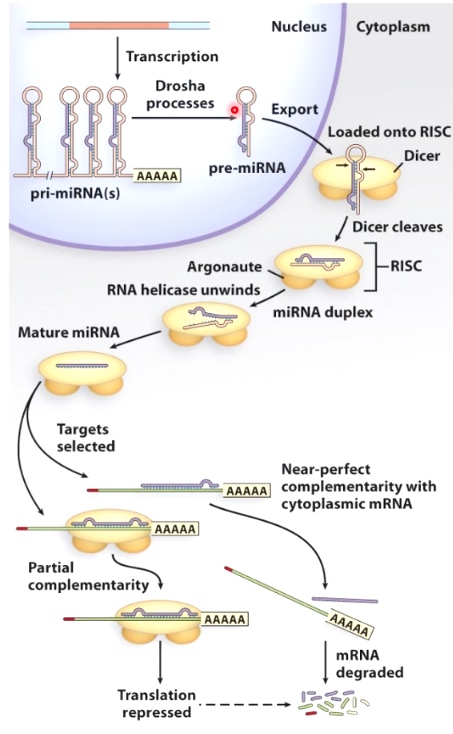 Nucleus
Cytoplasm
Transcription
Drosha
processes
Export
Loaded onto RISC
Dicer
pre-miRNA
AAAAA
pri-miRNA(s)
Dicer cleaves
Argonaute
RISC
RNA helicase unwinds
miRNA duplex
Mature miRNA
Targets
selected
Near-perfect
complementarity with
cytoplasmic mRNA
AAAAA
AAAAA
Partial
complementarity
AAAAA
AAAAA
mRNA
degraded
Translation
repressed